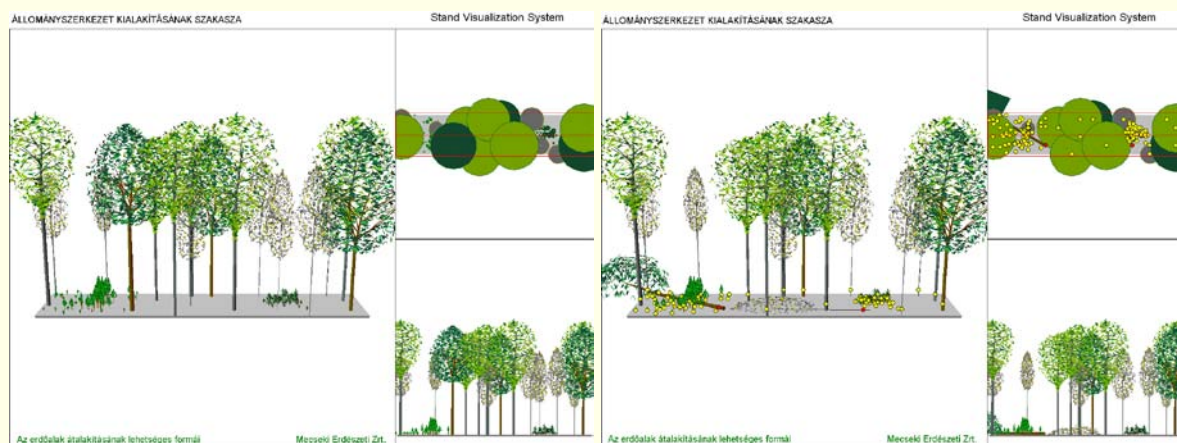 ÁLLOMÁNYSZERKEZET KIALAKÍTÁSÁNAK SZAKASZA
Stand Visualization System
Az erdőalak átalakításának lehetséges formái
Mecseki Erdészeti Zrt.
ÁLLOMÁNYSZERKEZET KIALAKÍTÁSÁNAK SZAKASZA
Stand Visualization System
Az erdőalak átalakításának lehetséges formái
Mecseki Erdészeti Zrt.